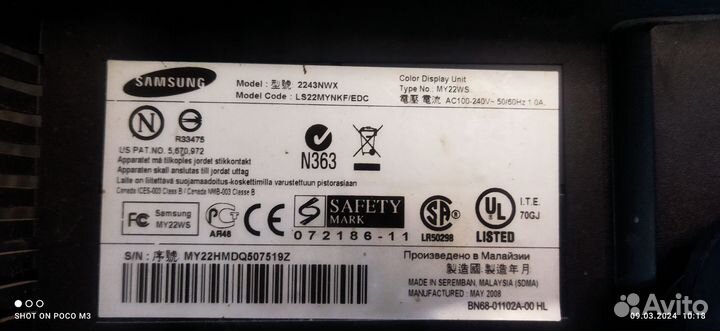 SAMSUNG
Model : 型號 2243NWX
Model Code : LS22MYNKF/EDC
Color Display Unit
Type No.: MY22WS
電壓 電流 AC100-240V~ 50/60Hz 1.0A
N
R33475
US PAT.NO. 5,670,972
N363
Apparatet må tilkoples jordet stikkontakt
Apparaten skall anslutas till jordat uttag
Laite on liitettävä suojamaadoitus-koskettimilla varustettuun pistorasiaan
Canada ICES-003 Class B / Canada NMB-003 Classe B
FC Samsung
MY22WS
АЯ46
CE
S SAFETY
MARK
072186-11
SA
LR50298
UL
LISTED
I.T.E.
70GJ
S/N : 序號 MY22HMDQ507519Z
Произведено в Малайзии
製造國.製造年月
MADE IN SEREMBAN, MALAYSIA (SDMA)
MANUFACTURED : MAY 2008
BN68-01102A-00 HL
SHOT ON POCO M3
Avito
09.03.2024 10:18